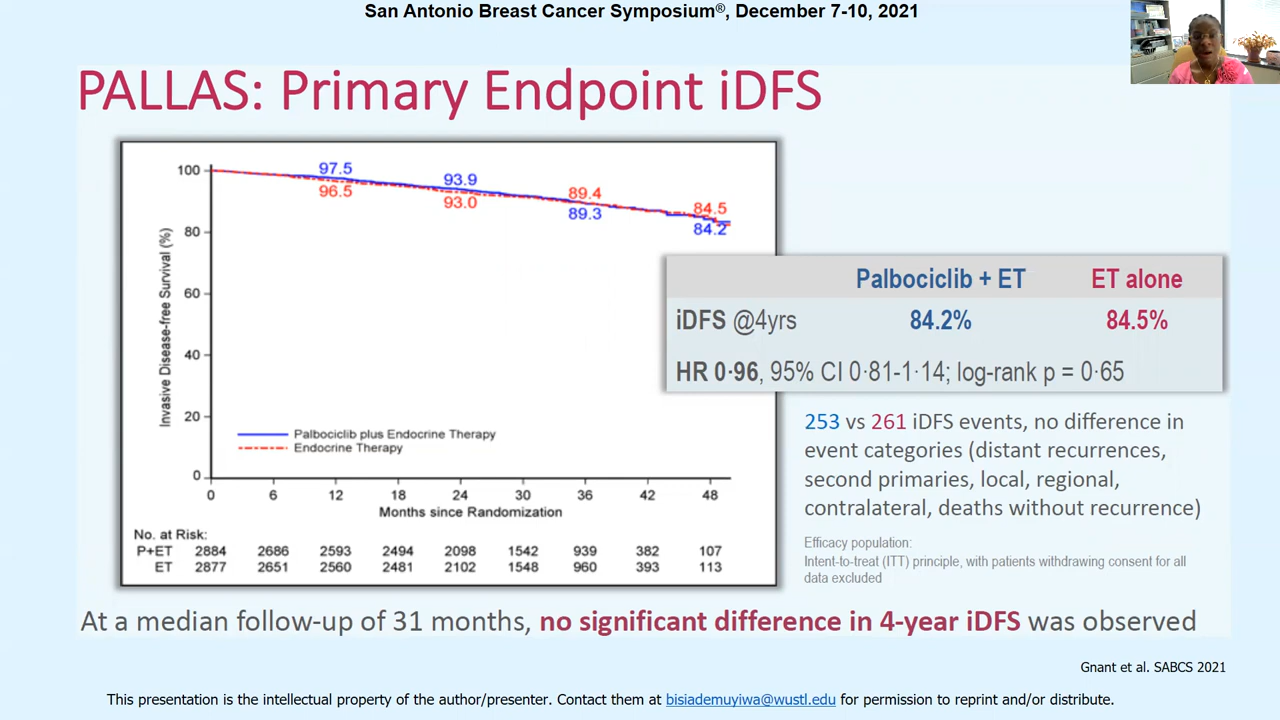 San Antonio Breast Cancer Symposium®, December 7-10, 2021
PALLAS: Primary Endpoint iDFS
Invasive Disease-free Survival (%)
100
80
60
40
20
0
97.5
96.5
93.9
93.0
89.4
89.3
84.5
84.2
Palbociclib plus Endocrine Therapy
Endocrine Therapy
0 6 12 18 24 30 36 42 48
Months since Randomization
No. at Risk:
P+ET 2884 2686 2593 2494 2098 1542 939 382 107
ET 2877 2651 2560 2481 2102 1548 960 393 113
Palbociclib + ET ET alone
iDFS @4yrs 84.2% 84.5%
HR 0·96, 95% CI 0·81-1·14; log-rank p = 0·65
253 vs 261 iDFS events, no difference in
event categories (distant recurrences,
second primaries, local, regional,
contralateral, deaths without recurrence)
Efficacy population:
Intent-to-treat (ITT) principle, with patients withdrawing consent for all
data excluded
At a median follow-up of 31 months, no significant difference in 4-year iDFS was observed
Gnant et al. SABCS 2021
This presentation is the intellectual property of the author/presenter. Contact them at bisiademuyiwa@wustl.edu for permission to reprint and/or distribute.